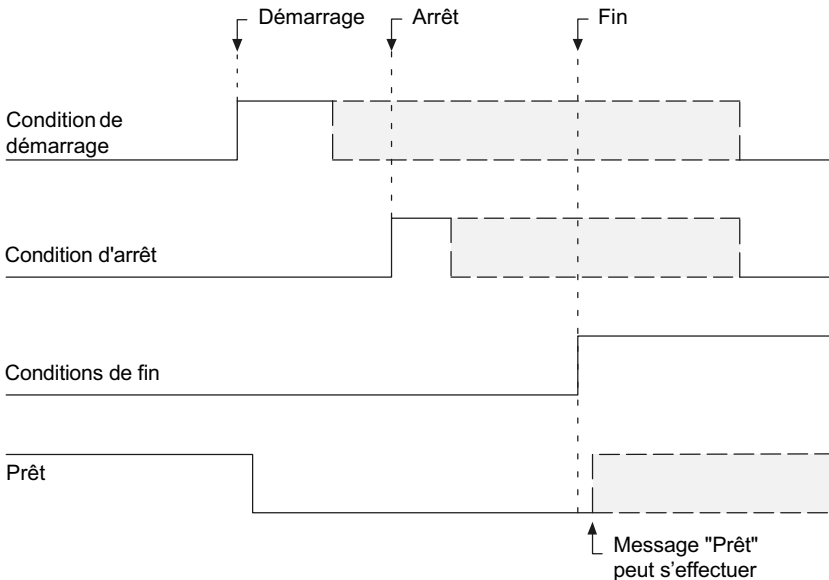 Démarrage
Arrêt
Fin
Condition de
démarrage
Condition d'arrêt
Conditions de fin
Prêt
Message "Prêt"
peut s’effectuer